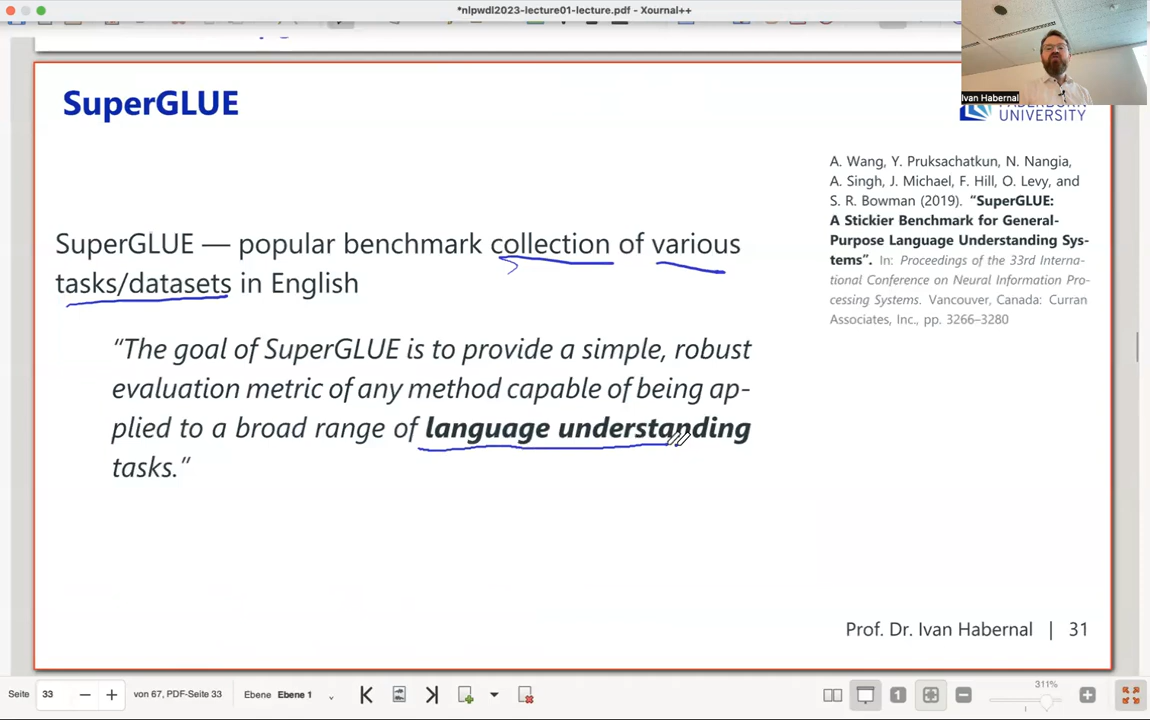 *nlpwdl2023-lecture01-lecture.pdf - Xournal++
Ivan Habernal
SuperGLUE
UNIVERSITY
A. Wang, Y. Pruksachatkun, N. Nangia,
A. Singh, J. Michael, F. Hill, O. Levy, and
S. R. Bowman (2019). “SuperGLUE:
A Stickier Benchmark for General-
Purpose Language Understanding Sys-
tems”. In: Proceedings of the 33rd Interna-
tional Conference on Neural Information Pro-
cessing Systems. Vancouver, Canada: Curran
Associates, Inc., pp. 3266–3280
SuperGLUE — popular benchmark collection of various
tasks/datasets in English
“The goal of SuperGLUE is to provide a simple, robust
evaluation metric of any method capable of being ap-
plied to a broad range of language understanding
tasks.”
Prof. Dr. Ivan Habernal | 31
Seite 33 von 67, PDF-Seite 33 Ebene Ebene 1 1 311%